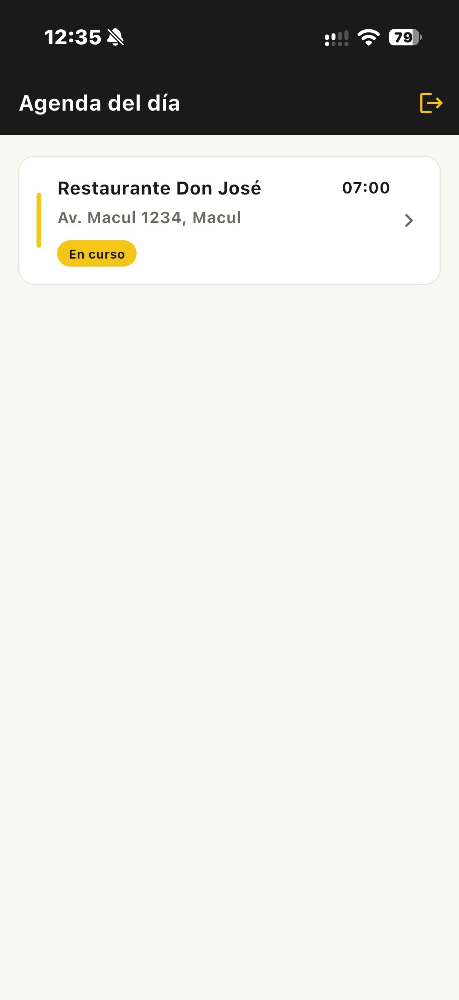 12:35
79
Agenda del día
Restaurante Don José
07:00
Av. Macul 1234, Macul
En curso